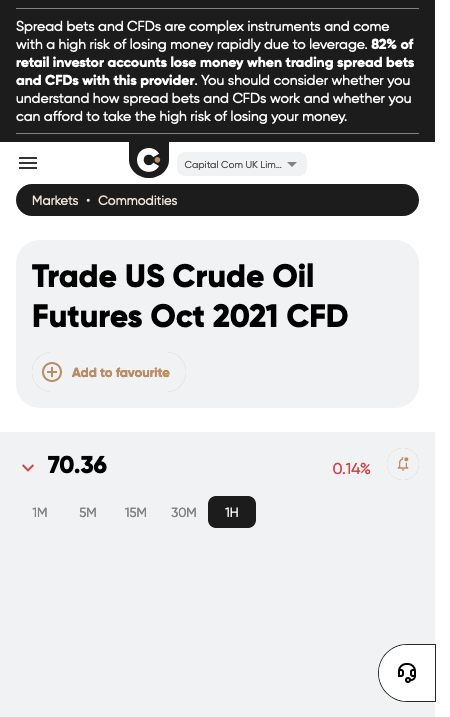 Spread bets and CFDs are complex instruments and come
with a high risk of losing money rapidly due to leverage. 82% of
retail investor accounts lose money when trading spread bets
and CFDs with this provider. You should consider whether you
understand how spread bets and CFDs work and whether you
can afford to take the high risk of losing your money.
Capital Com UK Lim...
Markets • Commodities
Trade US Crude Oil
Futures Oct 2021 CFD
Add to favourite
70.36
0.14%
1M 5M 15M 30M 1H